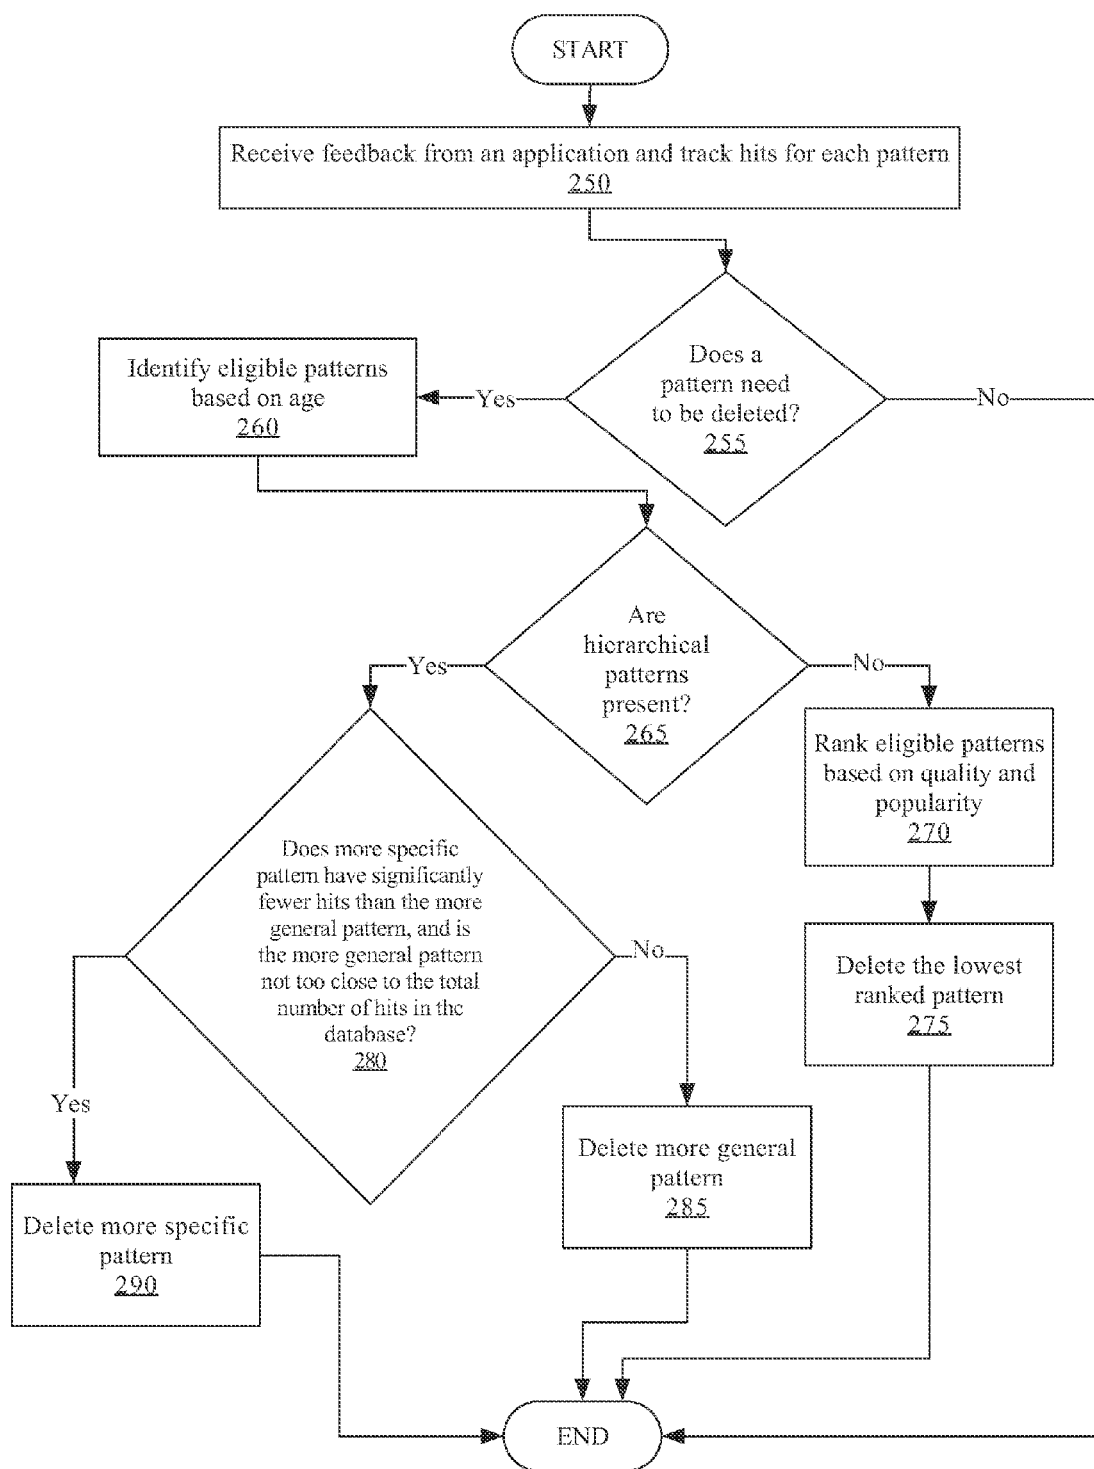 START
Receive feedback from an application and track hits for each pattern
250
Does a
pattern need
to be deleted?
255
Yes
No
Identify eligible patterns
based on age
260
Are
hierarchical
patterns
present?
265
Yes
No
Rank eligible patterns
based on quality and
popularity
270
Does more specific
pattern have significantly
fewer hits than the more
general pattern, and is
the more general pattern
not too close to the total
number of hits in the
database?
280
No
Yes
Delete the lowest
ranked pattern
275
Delete more general
pattern
285
Delete more specific
pattern
290
END